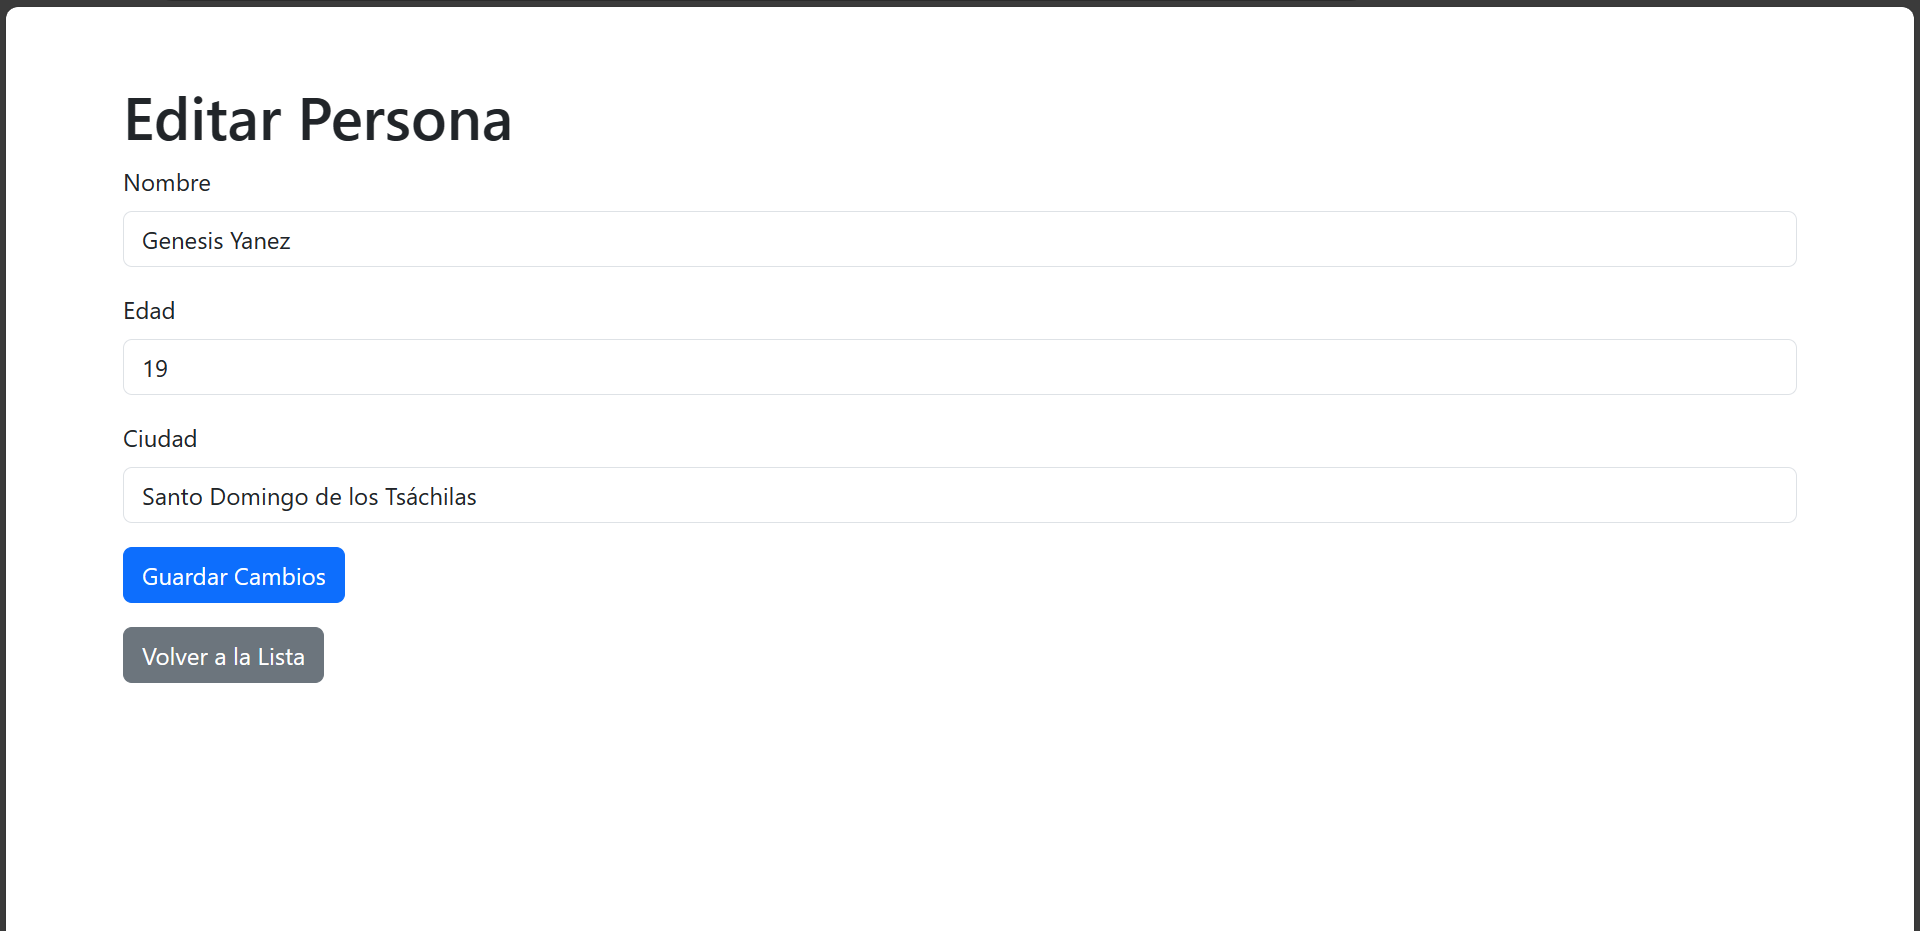 Editar Persona
Nombre
Genesis Yanez
Edad
19
Ciudad
Santo Domingo de los Tsáchilas
Guardar Cambios
Volver a la Lista